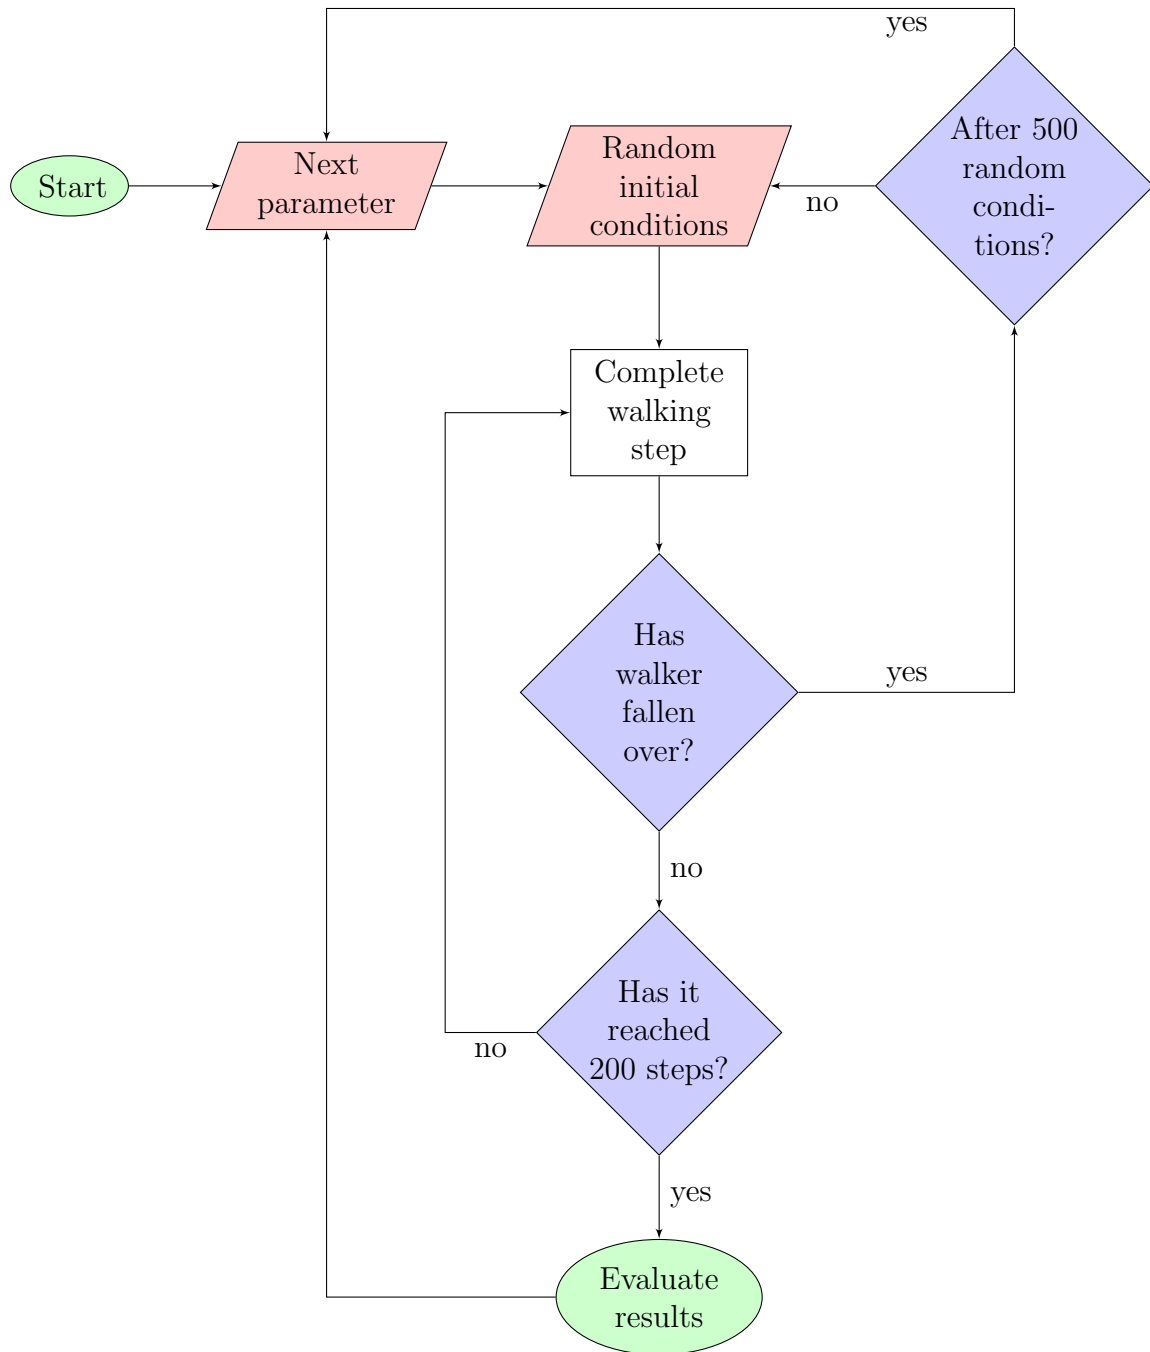 yes
Start
Next
parameter
Random
initial
conditions
no
After 500
random
condi-
tions?
Complete
walking
step
Has
walker
fallen
over?
yes
no
Has it
reached
200 steps?
no
yes
Evaluate
results